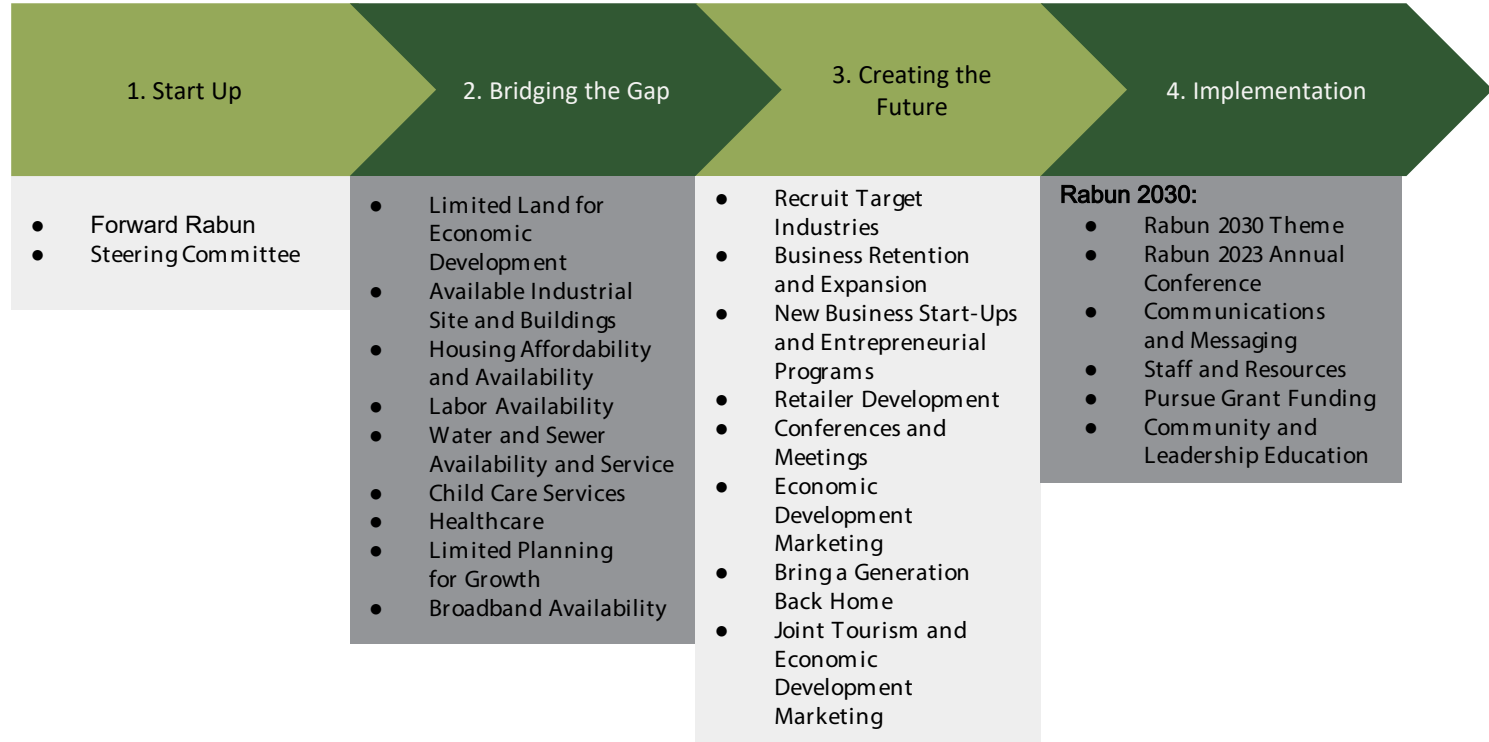 1. Start Up
2. Bridging the Gap
3. Creating the
Future
4. Implementation
● Forward Rabun
● Steering Committee
● Limited Land for
Economic
Development
● Available Industrial
Site and Buildings
● Housing Affordability
and Availability
● Labor Availability
● Water and Sewer
Availability and Service
● Child Care Services
● Healthcare
● Limited Planning
for Growth
● Broadband Availability
● Recruit Target
Industries
● Business Retention
and Expansion
● New Business Start-Ups
and Entrepreneurial
Programs
● Retailer Development
● Conferences and
Meetings
● Economic
Development
Marketing
● Bring a Generation
Back Home
● Joint Tourism and
Economic
Development
Marketing
Rabun 2030:
● Rabun 2030 Theme
● Rabun 2023 Annual
Conference
● Communications
and Messaging
● Staff and Resources
● Pursue Grant Funding
● Community and
Leadership Education